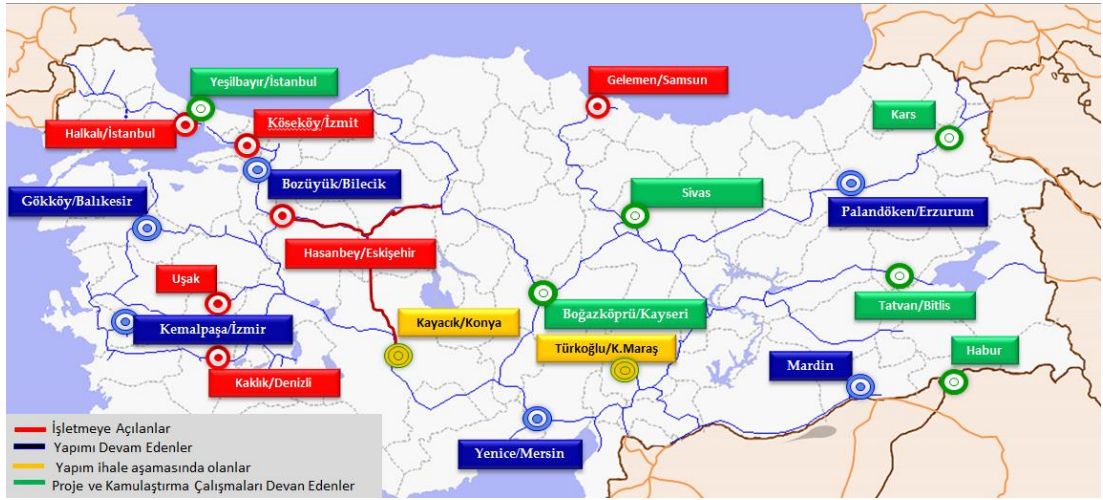 Yeşilbayır/İstanbul
Gelemen/Samsun
Halkalı/İstanbul
Köseköy/İzmit
Kars
Bozüyük/Bilecik
Sivas
Gökköy/Balıkesir
Palandöken/Erzurum
Hasanbey/Eskişehir
Uşak
Tatvan/Bitlis
Kayacık/Konya
Boğazköprü/Kayseri
Kemalpaşa/İzmir
Türkoğlu/K.Maraş
Habur
Mardin
Kaklık/Denizli
Yenice/Mersin
İşletmeye Açılanlar
Yapımı Devam Edenler
Yapım ihale aşamasında olanlar
Proje ve Kamulaştırma Çalışmaları Devan Edenler